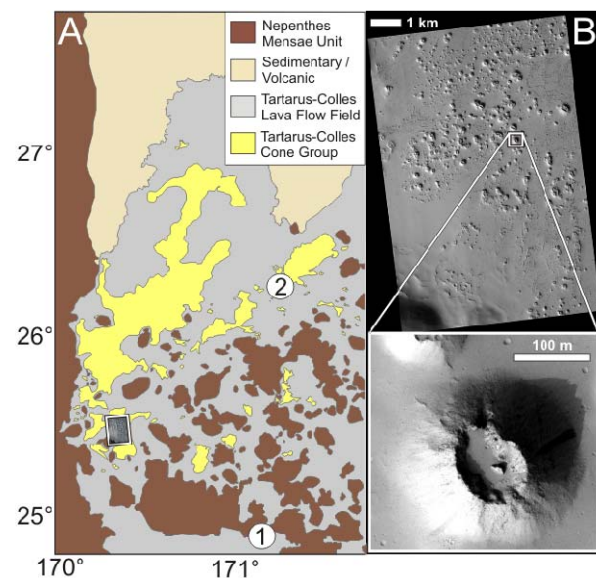 A
Nepenthes
Mensae Unit
Sedimentary /
Volcanic
Tartarus-Colles
Lava Flow Field
Tartarus-Colles
Cone Group
27°
26°
25°
170°
171°
2
1
1 km
B
100 m